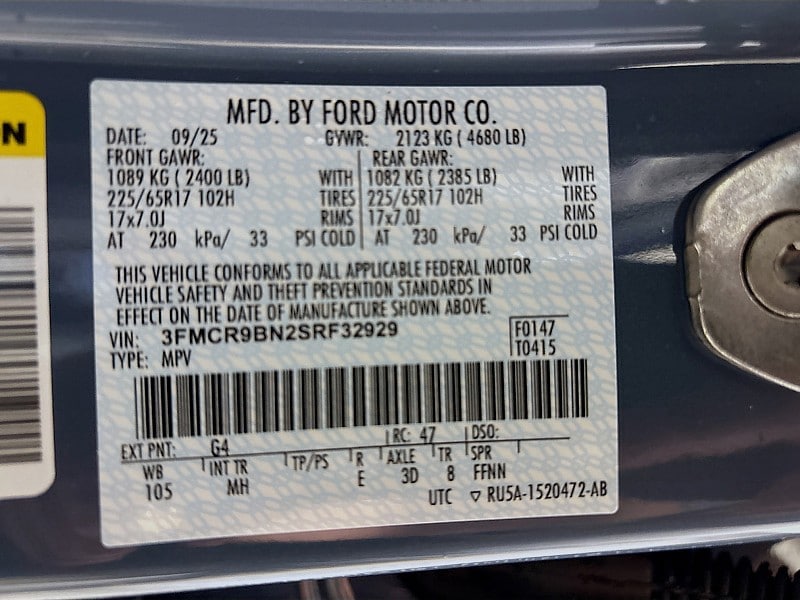 N
MFD. BY FORD MOTOR CO.
DATE: 09/25 GVWR: 2123 KG ( 4680 LB)
FRONT GAWR: REAR GAWR:
1089 KG ( 2400 LB) WITH 1082 KG ( 2385 LB) WITH
225/65R17 102H TIRES 225/65R17 102H TIRES
17x7.0J RIMS 17x7.0J RIMS
AT 230 kPa/ 33 PSI COLD AT 230 kPa/ 33 PSI COLD
THIS VEHICLE CONFORMS TO ALL APPLICABLE FEDERAL MOTOR
VEHICLE SAFETY AND THEFT PREVENTION STANDARDS IN
EFFECT ON THE DATE OF MANUFACTURE SHOWN ABOVE.
VIN: 3FMCR9BN2SRF32929 F0147
TYPE: MPV T0415
EXT PNT: G4 RC: 47 DSO:
WB INT TR TP/PS R AXLE TR SPR
105 MH E 3D 8 FFNN
UTC ▽ RU5A-1520472-AB